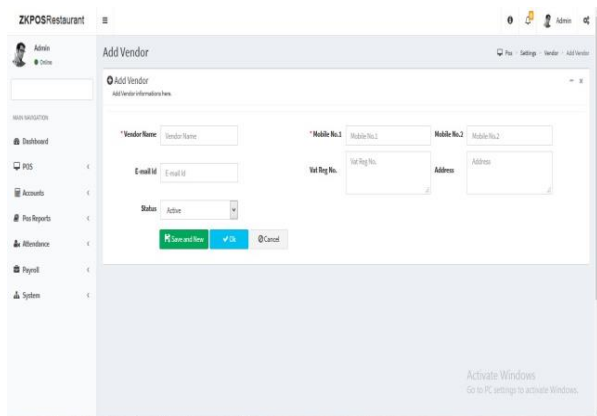 ZKPOSRestaurant
0
Admin
Admin
Online
Add Vendor
Pos Settings Vendor Add Vendor
Add Vendor
Add Vendor informations here.
MAIN NAVIGATION
Dashboard
POS
Accounts
Pos Reports
Attendance
Payroll
System
* Vendor Name Vendor Name
* Mobile No.1 Mobile No.1
Mobile No.2 Mobile No.2
E-mail Id E-mail Id
Vat Reg No. Vat Reg No.
Address Address
Status Active
Save and New Ok Cancel
Activate Windows
Go to PC settings to activate Windows.